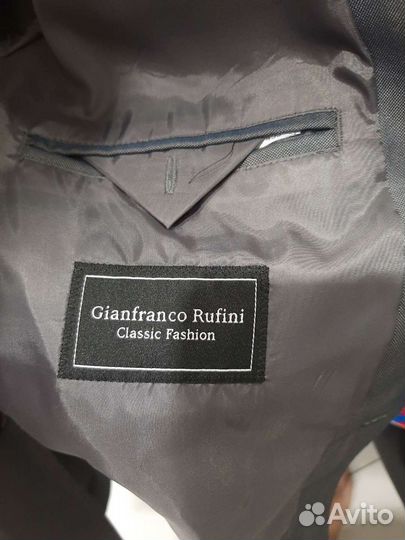 Gianfranco Rufini
Classic Fashion
Avito